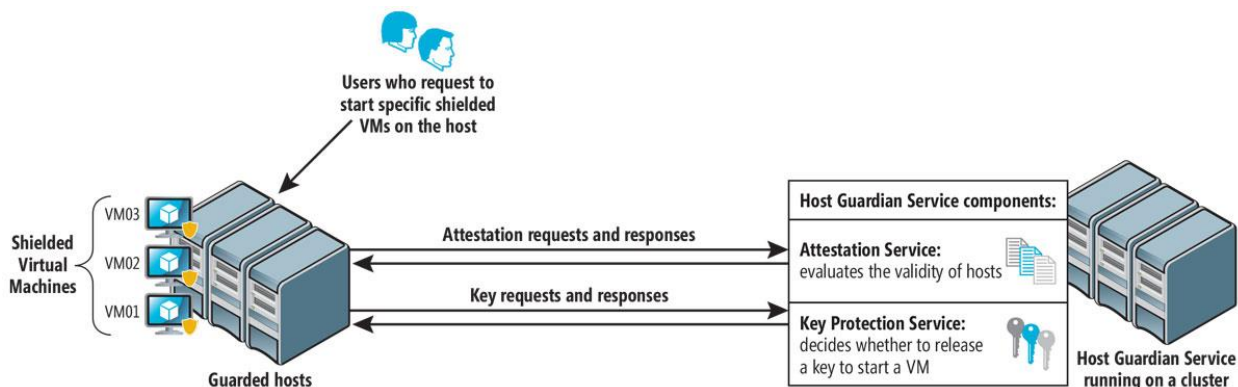 Users who request to
start specific shielded
VMs on the host
VM03
VM02
VM01
Shielded
Virtual
Machines
Guarded hosts
Attestation requests and responses
Key requests and responses
Host Guardian Service components:
Attestation Service:
evaluates the validity of hosts
Key Protection Service:
decides whether to release
a key to start a VM
Host Guardian Service
running on a cluster